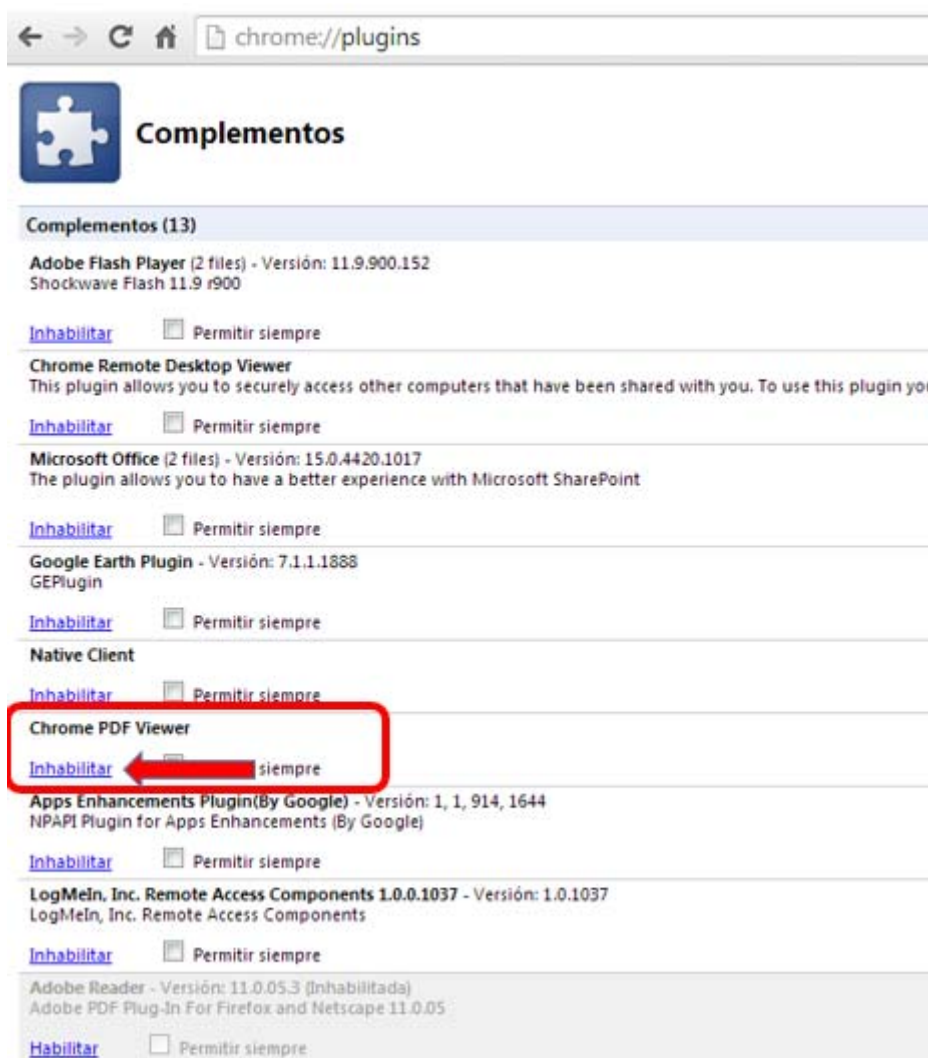 chrome://plugins
Complementos
Complementos (13)
Adobe Flash Player (2 files) - Versión: 11.9.900.152
Shockwave Flash 11.9 r900
Inhabilitar Permitir siempre
Chrome Remote Desktop Viewer
This plugin allows you to securely access other computers that have been shared with you. To use this plugin you
Inhabilitar Permitir siempre
Microsoft Office (2 files) - Versión: 15.0.4420.1017
The plugin allows you to have a better experience with Microsoft SharePoint
Inhabilitar Permitir siempre
Google Earth Plugin - Versión: 7.1.1.1888
GEPlugin
Inhabilitar Permitir siempre
Native Client
Inhabilitar Permitir siempre
Chrome PDF Viewer
Inhabilitar siempre
Apps Enhancements Plugin(By Google) - Versión: 1, 1, 914, 1644
NPAPI Plugin for Apps Enhancements (By Google)
Inhabilitar Permitir siempre
LogMeIn, Inc. Remote Access Components 1.0.0.1037 - Versión: 1.0.1037
LogMeIn, Inc. Remote Access Components
Inhabilitar Permitir siempre
Adobe Reader - Versión: 11.0.05.3 (Inhabilitada)
Adobe PDF Plug-In For Firefox and Netscape 11.0.05
Habilitar Permitir siempre